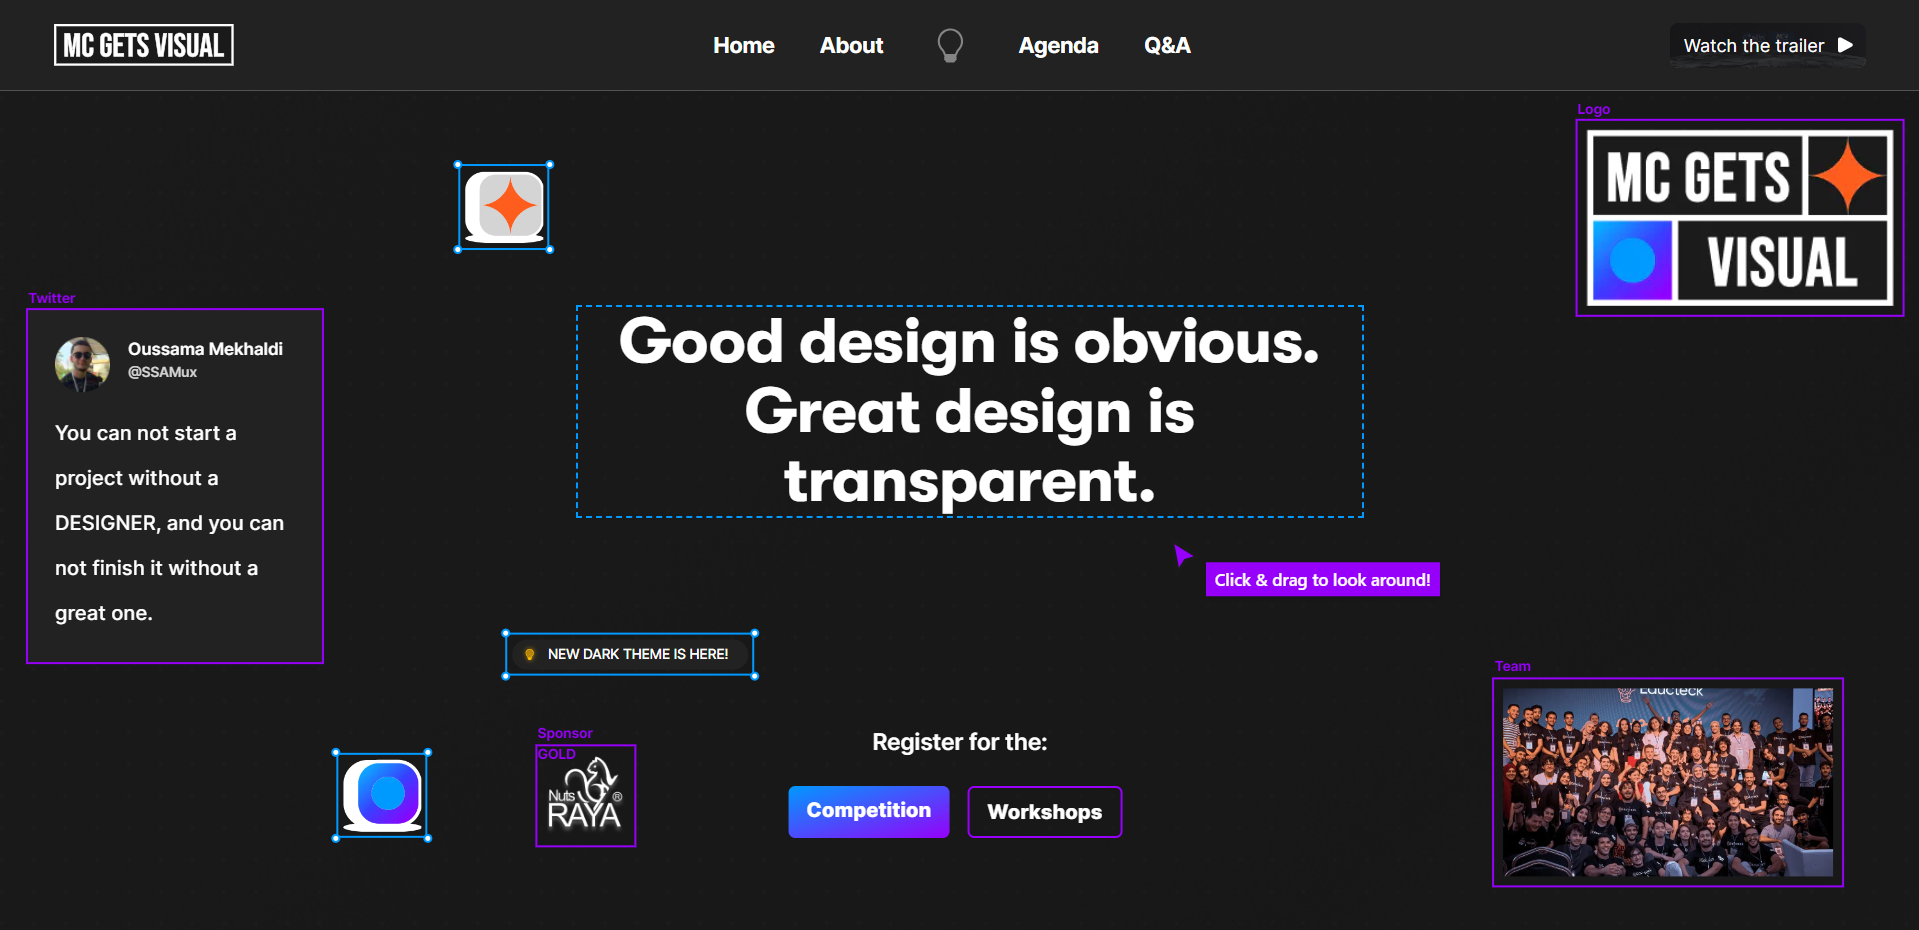 MC GETS VISUAL
Home
About
Agenda
Q&A
Watch the trailer
Logo
MC GETS
VISUAL
Twitter
Oussama Mekhaldi
@SSAMux
You can not start a
project without a
DESIGNER, and you can
not finish it without a
great one.
Good design is obvious.
Great design is
transparent.
Click & drag to look around!
NEW DARK THEME IS HERE!
Sponsor
GOLD
Nuts
RAYA ®
Register for the:
Competition
Workshops
Team
Educteck